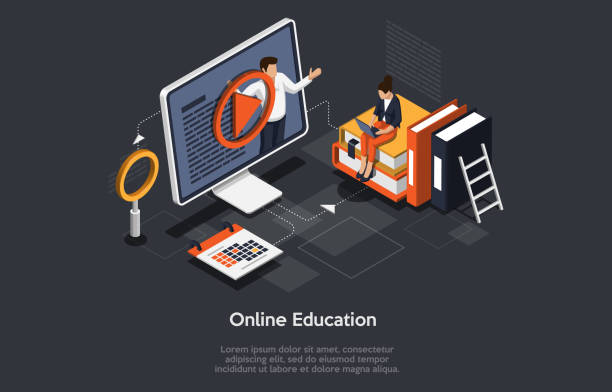 Online Education
Lorem ipsum dolor sit amet, consectetur
adipiscing elit, sed do eiusmod tempor
incididunt ut labore et dolore magna aliqua.